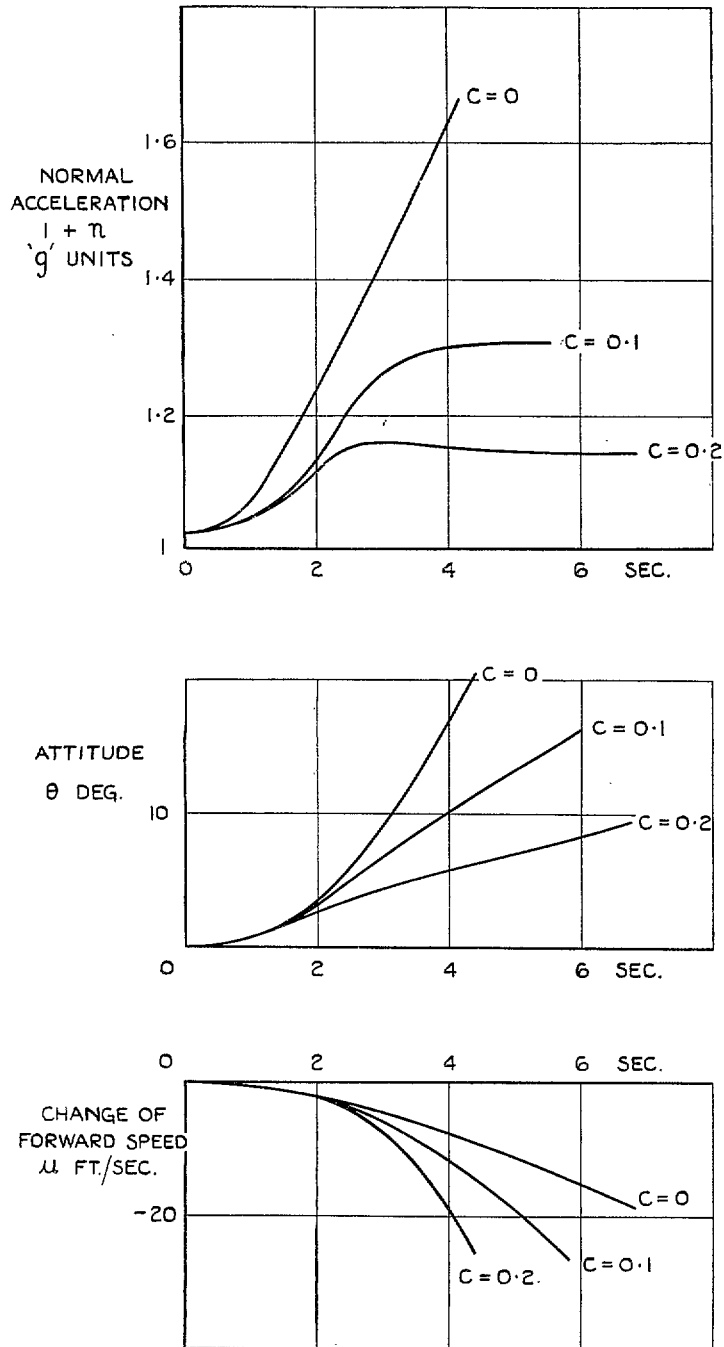 C = 0
1·6
NORMAL
ACCELERATION
1 + n
'g' UNITS
1·4
C = 0·1
1·2
C = 0·2
1
0 2 4 6 SEC.
C = 0
C = 0·1
ATTITUDE
θ DEG.
10
C = 0·2
0 2 4 6 SEC.
0 2 4 6 SEC.
CHANGE OF
FORWARD SPEED
u FT./SEC.
C = 0
-20
C = 0·1
C = 0·2.